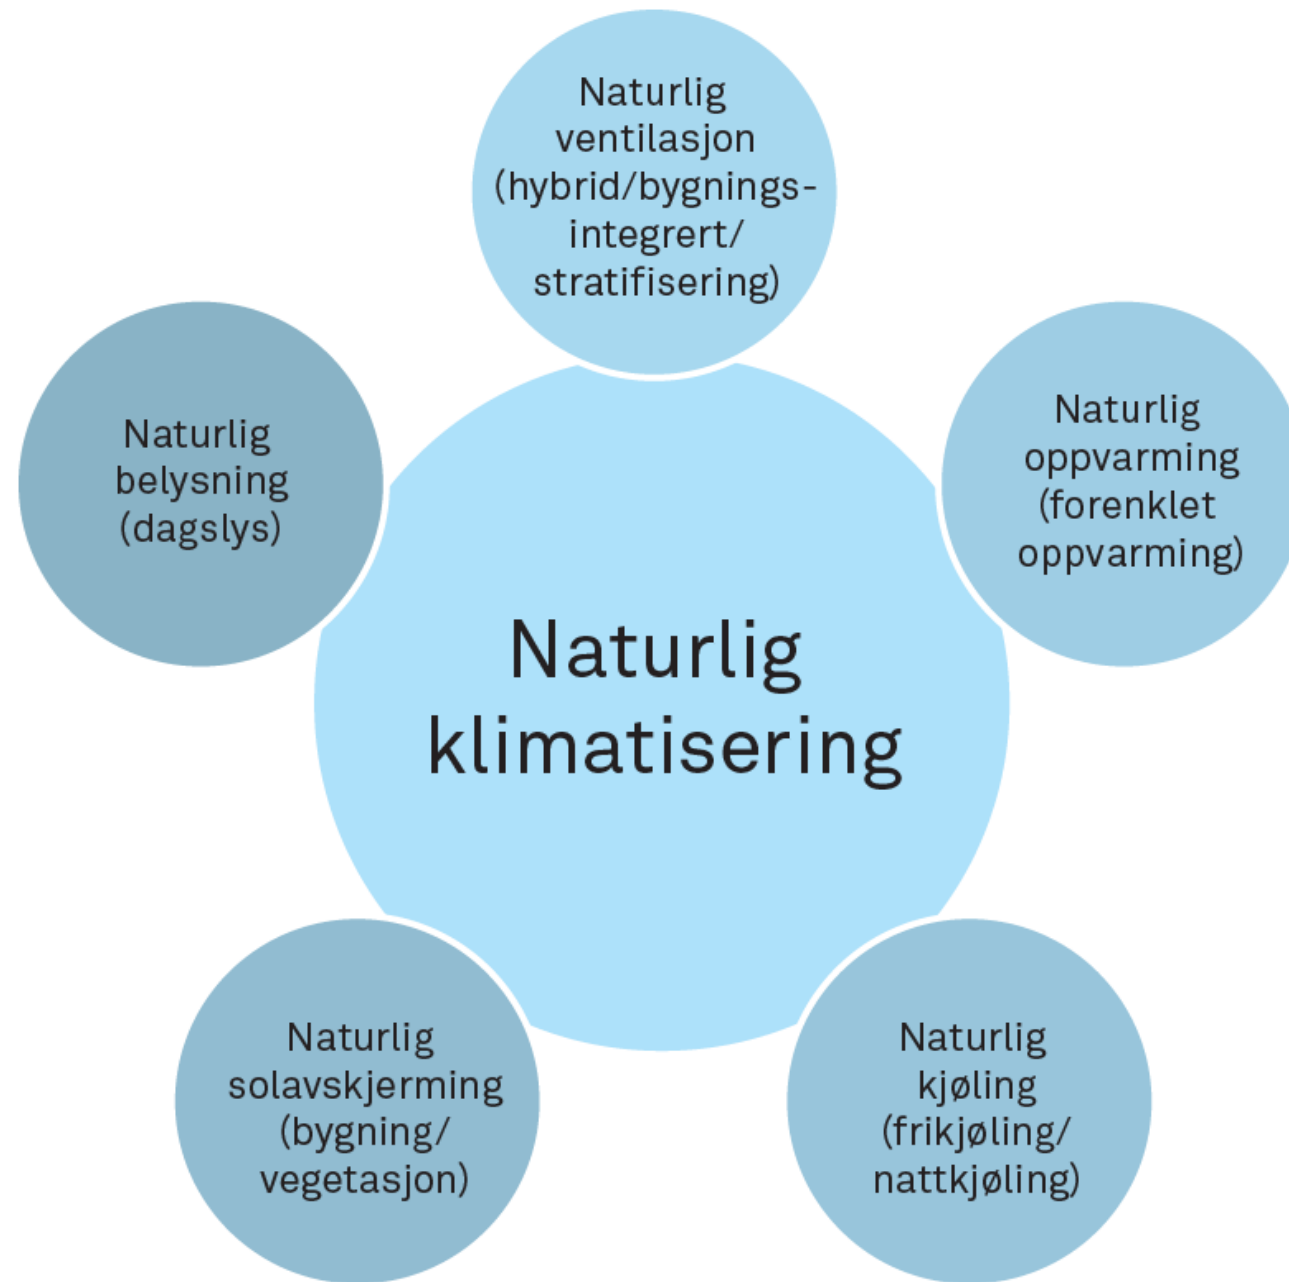 Naturlig
ventilasjon
(hybrid/bygnings-
integrert/
stratifisering)
Naturlig
belysning
(dagslys)
Naturlig
oppvarming
(forenklet
oppvarming)
Naturlig
klimatisering
Naturlig
solavskjerming
(bygning/
vegetasjon)
Naturlig
kjøling
(frikjøling/
nattkjøling)